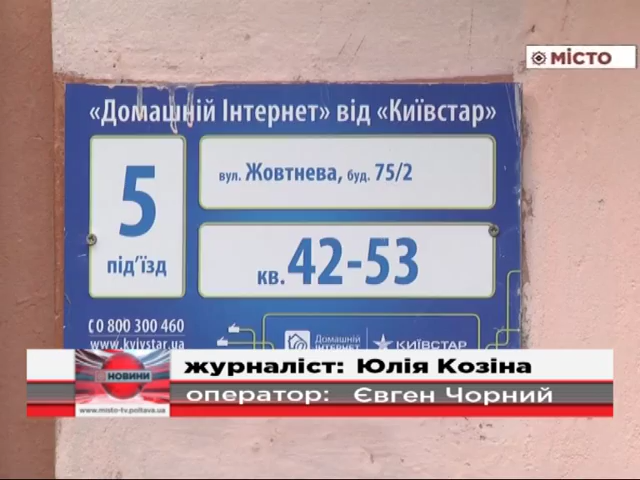 МІСТО
«Домашній Інтернет» від «Київстар»
5
під'їзд
вул. Жовтнева, буд. 75/2
кв. 42-53
0 800 300 460
www.kyivstar.ua
Домашній
ІНТЕРНЕТ
КИЇВСТАР
НОВИНИ
www.misto-tv.poltava.ua
журналіст: Юлія Козіна
оператор: Євген Чорний